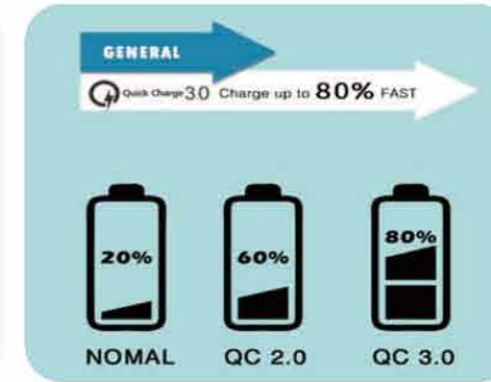 GENERAL
Quick Charge 3.0 Charge up to 80% FAST
20% 60% 80%
NOMAL QC 2.0 QC 3.0